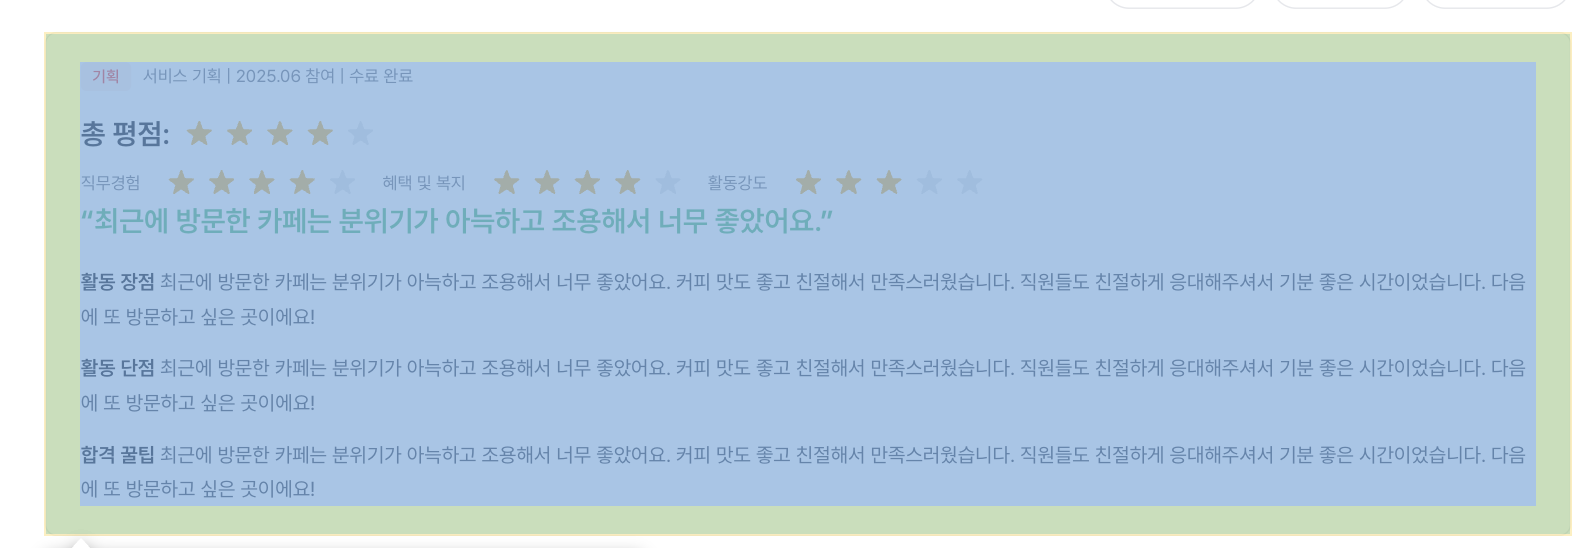 기획 서비스 기획 | 2025.06 참여 | 수료 완료
총 평점:
직무경험 혜택 및 복지 활동강도
“최근에 방문한 카페는 분위기가 아늑하고 조용해서 너무 좋았어요.”
활동 장점 최근에 방문한 카페는 분위기가 아늑하고 조용해서 너무 좋았어요. 커피 맛도 좋고 친절해서 만족스러웠습니다. 직원들도 친절하게 응대해주셔서 기분 좋은 시간이었습니다. 다음
에 또 방문하고 싶은 곳이에요!
활동 단점 최근에 방문한 카페는 분위기가 아늑하고 조용해서 너무 좋았어요. 커피 맛도 좋고 친절해서 만족스러웠습니다. 직원들도 친절하게 응대해주셔서 기분 좋은 시간이었습니다. 다음
에 또 방문하고 싶은 곳이에요!
합격 꿀팁 최근에 방문한 카페는 분위기가 아늑하고 조용해서 너무 좋았어요. 커피 맛도 좋고 친절해서 만족스러웠습니다. 직원들도 친절하게 응대해주셔서 기분 좋은 시간이었습니다. 다음
에 또 방문하고 싶은 곳이에요!